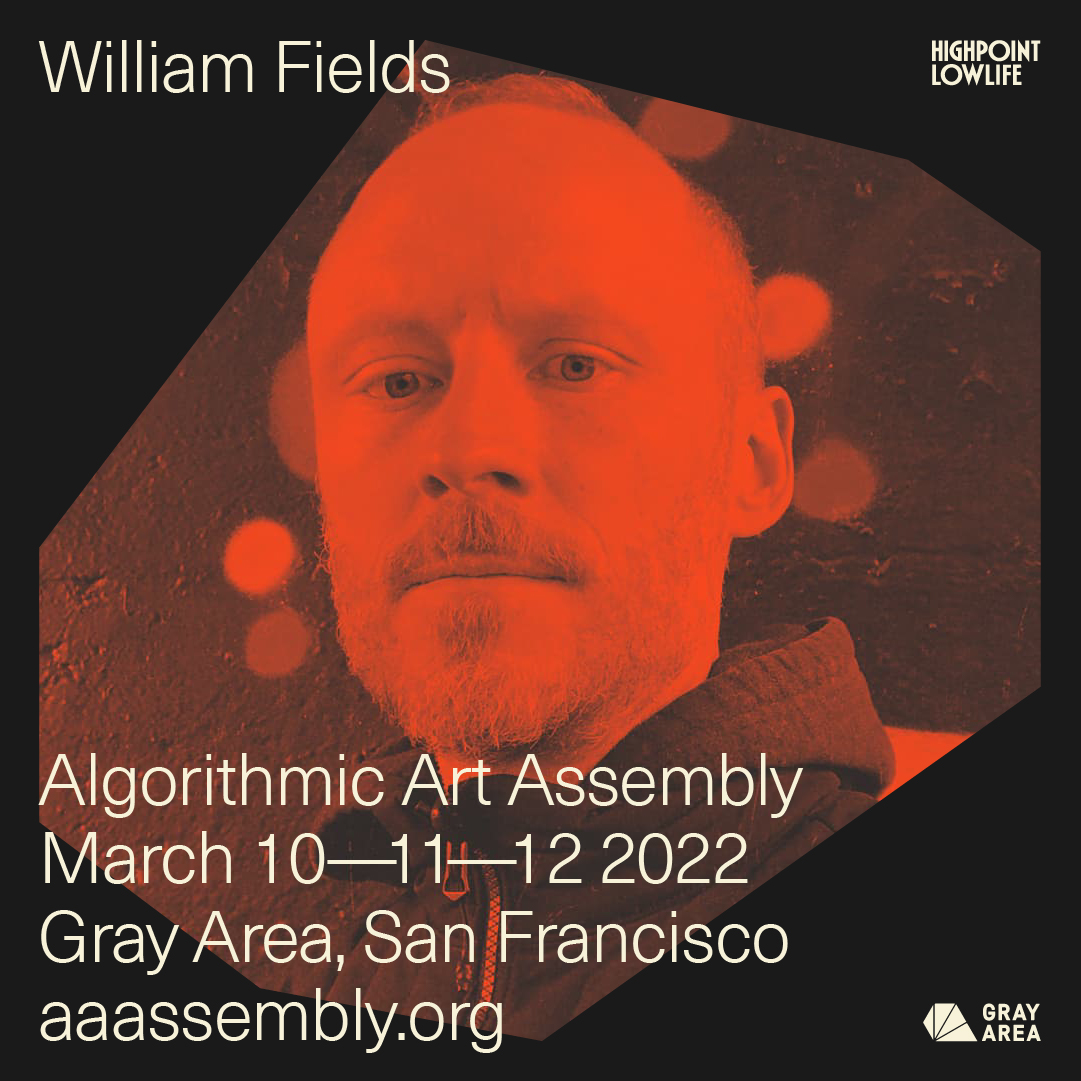 William Fields
HIGHPOINT
LOWLIFE
Algorithmic Art Assembly
March 10—11—12 2022
Gray Area, San Francisco
aaassembly.org
GRAY
AREA